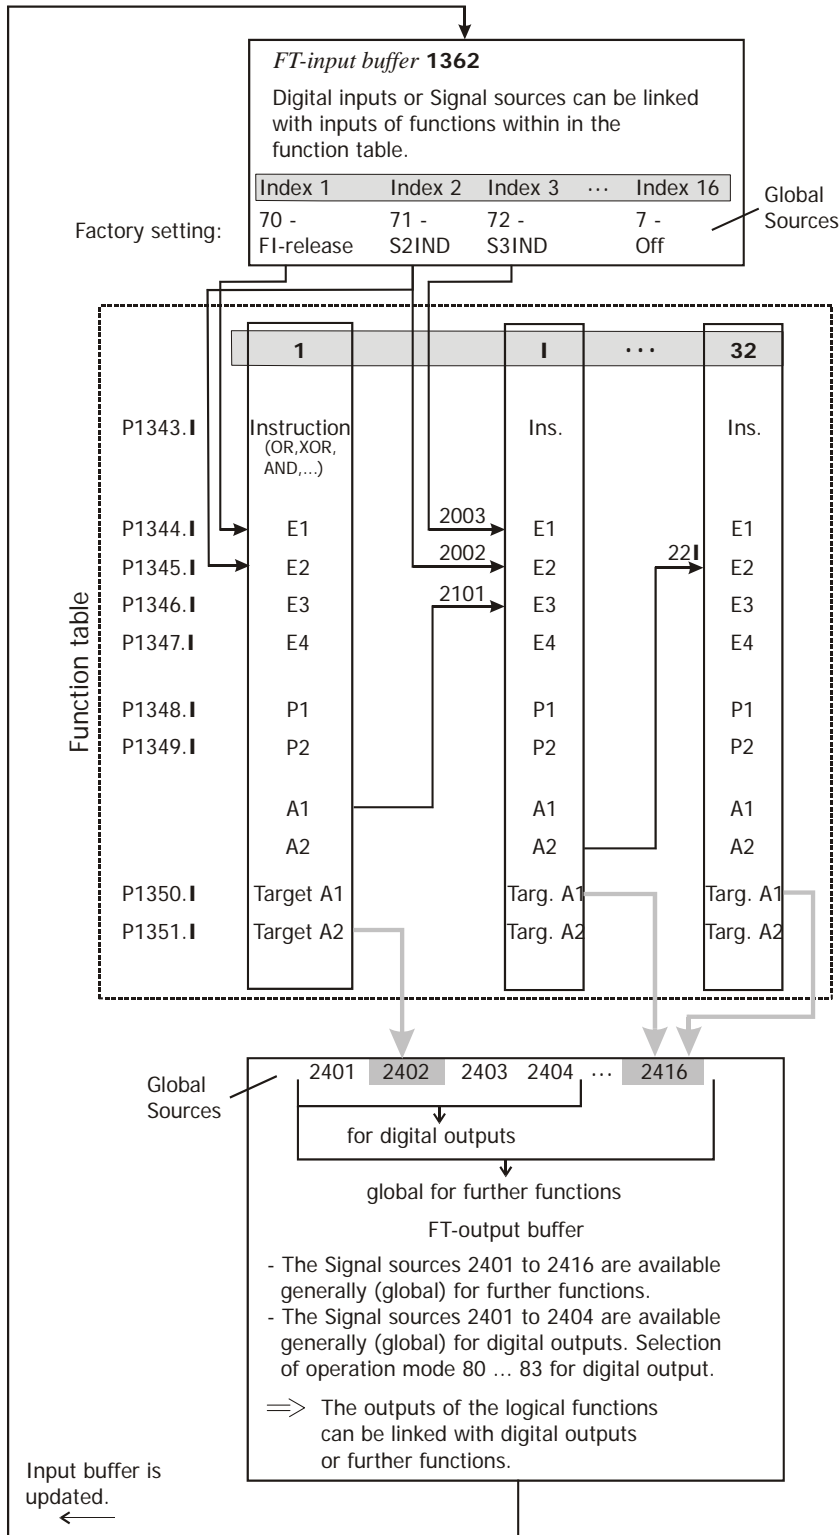 FT-input buffer 1362
Digital inputs or Signal sources can be linked
with inputs of functions within in the
function table.
Index 1 Index 2 Index 3 ... Index 16
Global
Sources
Factory setting:
70 - 71 - 72 - 7 -
FI-release S2IND S3IND Off
1 I ... 32
Function table
P1343.I Instruction Ins. Ins.
(OR,XOR,
AND,...)
2003
P1344.I E1 E1 E1
2002 22I
P1345.I E2 E2 E2
2101
P1346.I E3 E3 E3
P1347.I E4 E4 E4
P1348.I P1 P1 P1
P1349.I P2 P2 P2
A1 A1 A1
A2 A2 A2
P1350.I Target A1 Targ. A1 Targ. A1
P1351.I Target A2 Targ. A2 Targ. A2
Global
Sources
2401 2402 2403 2404 ... 2416
for digital outputs
global for further functions
FT-output buffer
- The Signal sources 2401 to 2416 are available
generally (global) for further functions.
- The Signal sources 2401 to 2404 are available
generally (global) for digital outputs. Selection
of operation mode 80 ... 83 for digital output.
The outputs of the logical functions
can be linked with digital outputs
or further functions.
Input buffer is
updated.